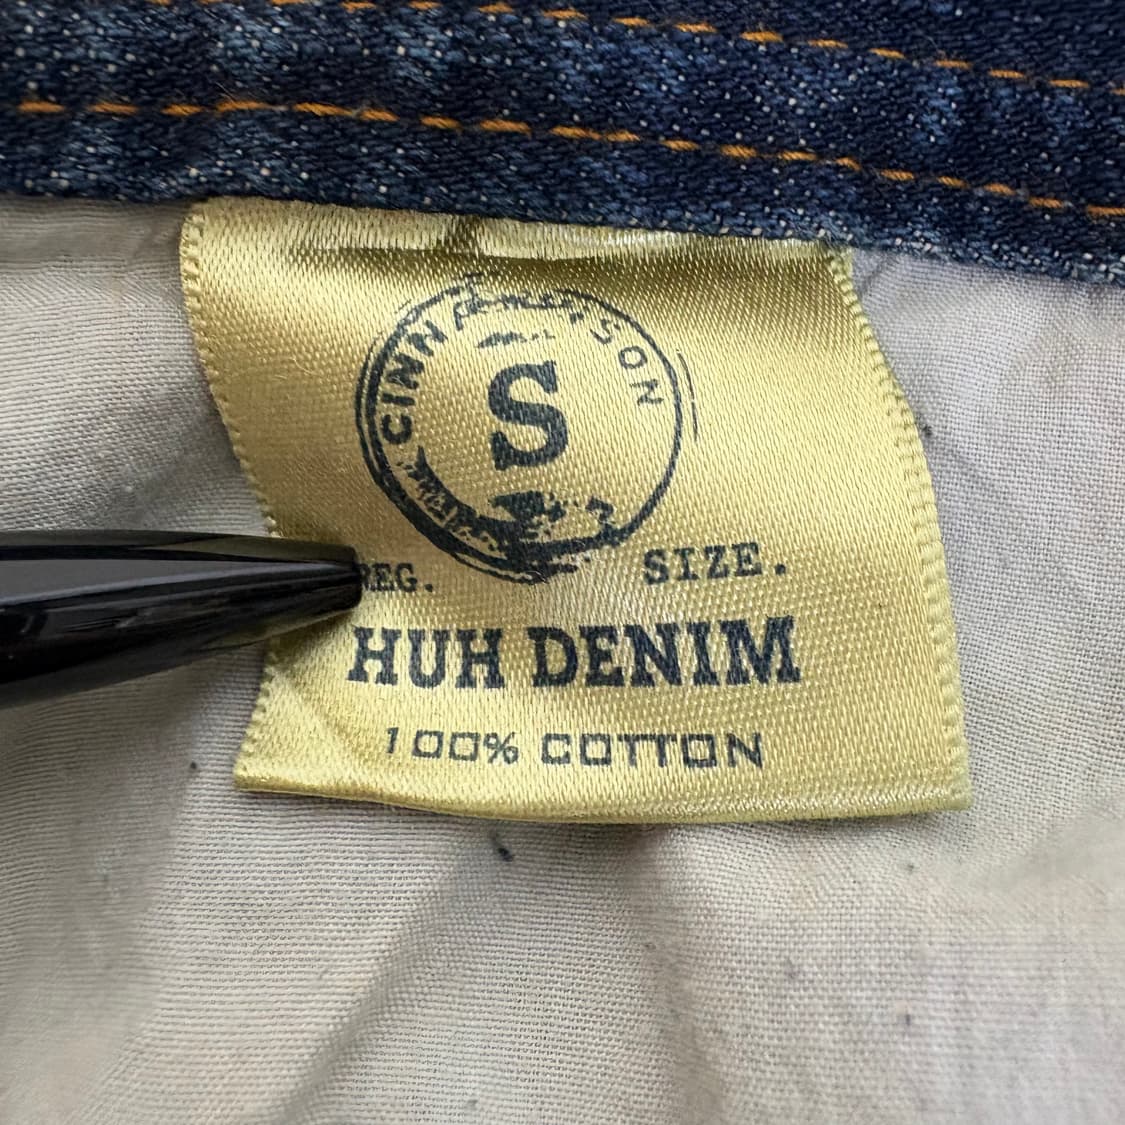 S
REG. SIZE.
HUH DENIM
100% COTTON